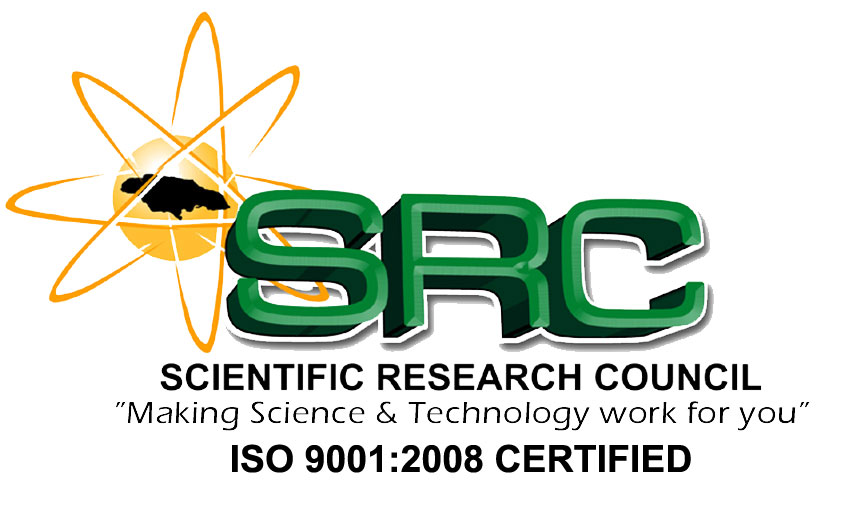 SRC
SCIENTIFIC RESEARCH COUNCIL
"Making Science & Technology work for you"
ISO 9001:2008 CERTIFIED